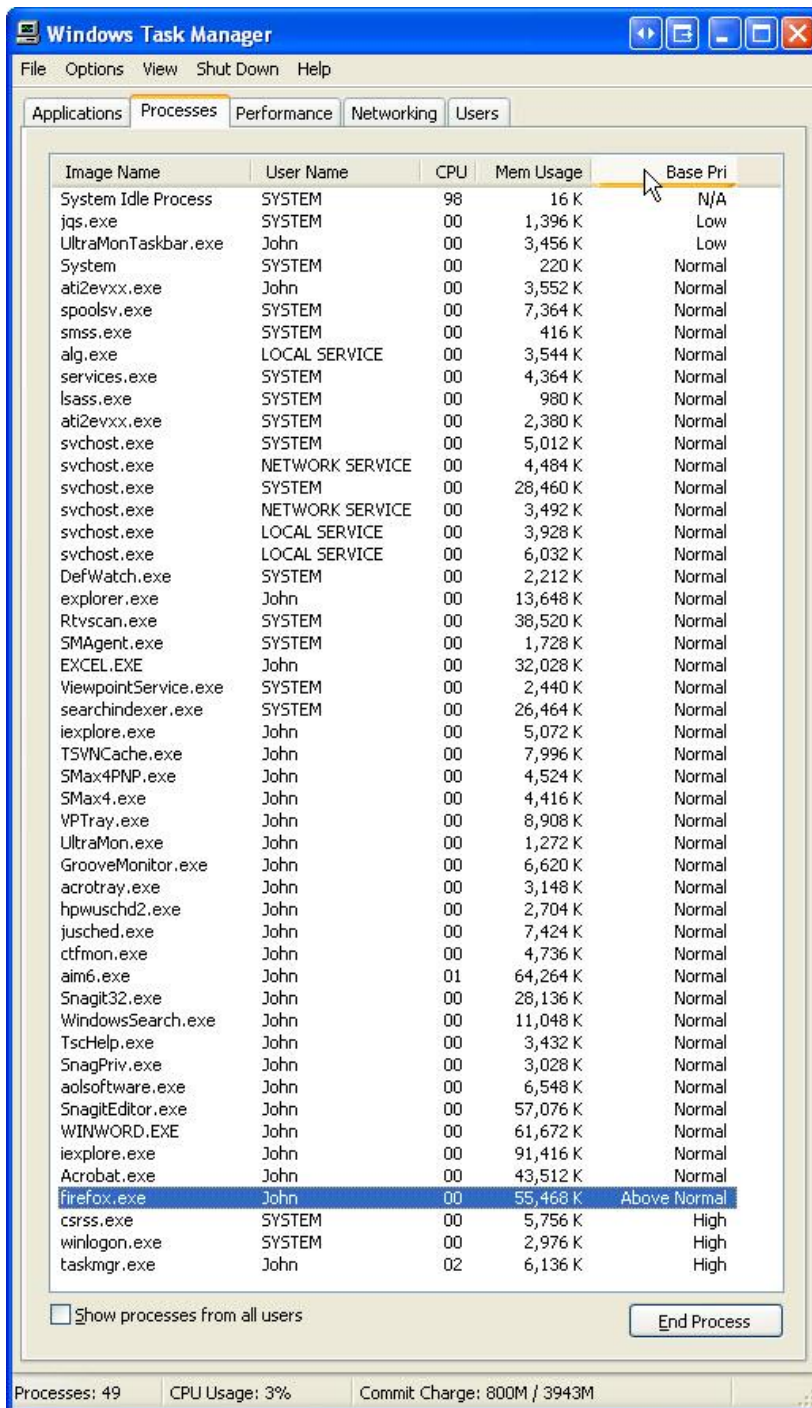 Windows Task Manager
File Options View Shut Down Help
Applications Processes Performance Networking Users
Image Name User Name CPU Mem Usage Base Pri
System Idle Process SYSTEM 98 16 K N/A
jqs.exe SYSTEM 00 1,396 K Low
UltraMonTaskbar.exe John 00 3,456 K Low
System SYSTEM 00 220 K Normal
ati2evxx.exe John 00 3,552 K Normal
spoolsv.exe SYSTEM 00 7,364 K Normal
smss.exe SYSTEM 00 416 K Normal
alg.exe LOCAL SERVICE 00 3,544 K Normal
services.exe SYSTEM 00 4,364 K Normal
lsass.exe SYSTEM 00 980 K Normal
ati2evxx.exe SYSTEM 00 2,380 K Normal
svchost.exe SYSTEM 00 5,012 K Normal
svchost.exe NETWORK SERVICE 00 4,484 K Normal
svchost.exe SYSTEM 00 28,460 K Normal
svchost.exe NETWORK SERVICE 00 3,492 K Normal
svchost.exe LOCAL SERVICE 00 3,928 K Normal
svchost.exe LOCAL SERVICE 00 6,032 K Normal
DefWatch.exe SYSTEM 00 2,212 K Normal
explorer.exe John 00 13,648 K Normal
Rtvscan.exe SYSTEM 00 38,520 K Normal
SMAgent.exe SYSTEM 00 1,728 K Normal
EXCEL.EXE John 00 32,028 K Normal
ViewpointService.exe SYSTEM 00 2,440 K Normal
searchindexer.exe SYSTEM 00 26,464 K Normal
iexplore.exe John 00 5,072 K Normal
TSVNCache.exe John 00 7,996 K Normal
SMax4PNP.exe John 00 4,524 K Normal
SMax4.exe John 00 4,416 K Normal
VPTray.exe John 00 8,908 K Normal
UltraMon.exe John 00 1,272 K Normal
GrooveMonitor.exe John 00 6,620 K Normal
acrotray.exe John 00 3,148 K Normal
hpwuschd2.exe John 00 2,704 K Normal
jusched.exe John 00 7,424 K Normal
ctfmon.exe John 00 4,736 K Normal
aim6.exe John 01 64,264 K Normal
Snagit32.exe John 00 28,136 K Normal
WindowsSearch.exe John 00 11,048 K Normal
TscHelp.exe John 00 3,432 K Normal
SnagPriv.exe John 00 3,028 K Normal
aolsoftware.exe John 00 6,548 K Normal
SnagitEditor.exe John 00 57,076 K Normal
WINWORD.EXE John 00 61,672 K Normal
iexplore.exe John 00 91,416 K Normal
Acrobat.exe John 00 43,512 K Normal
firefox.exe John 00 55,468 K Above Normal
csrss.exe SYSTEM 00 5,756 K High
winlogon.exe SYSTEM 00 2,976 K High
taskmgr.exe John 02 6,136 K High
Show processes from all users End Process
Processes: 49 CPU Usage: 3% Commit Charge: 800M / 3943M